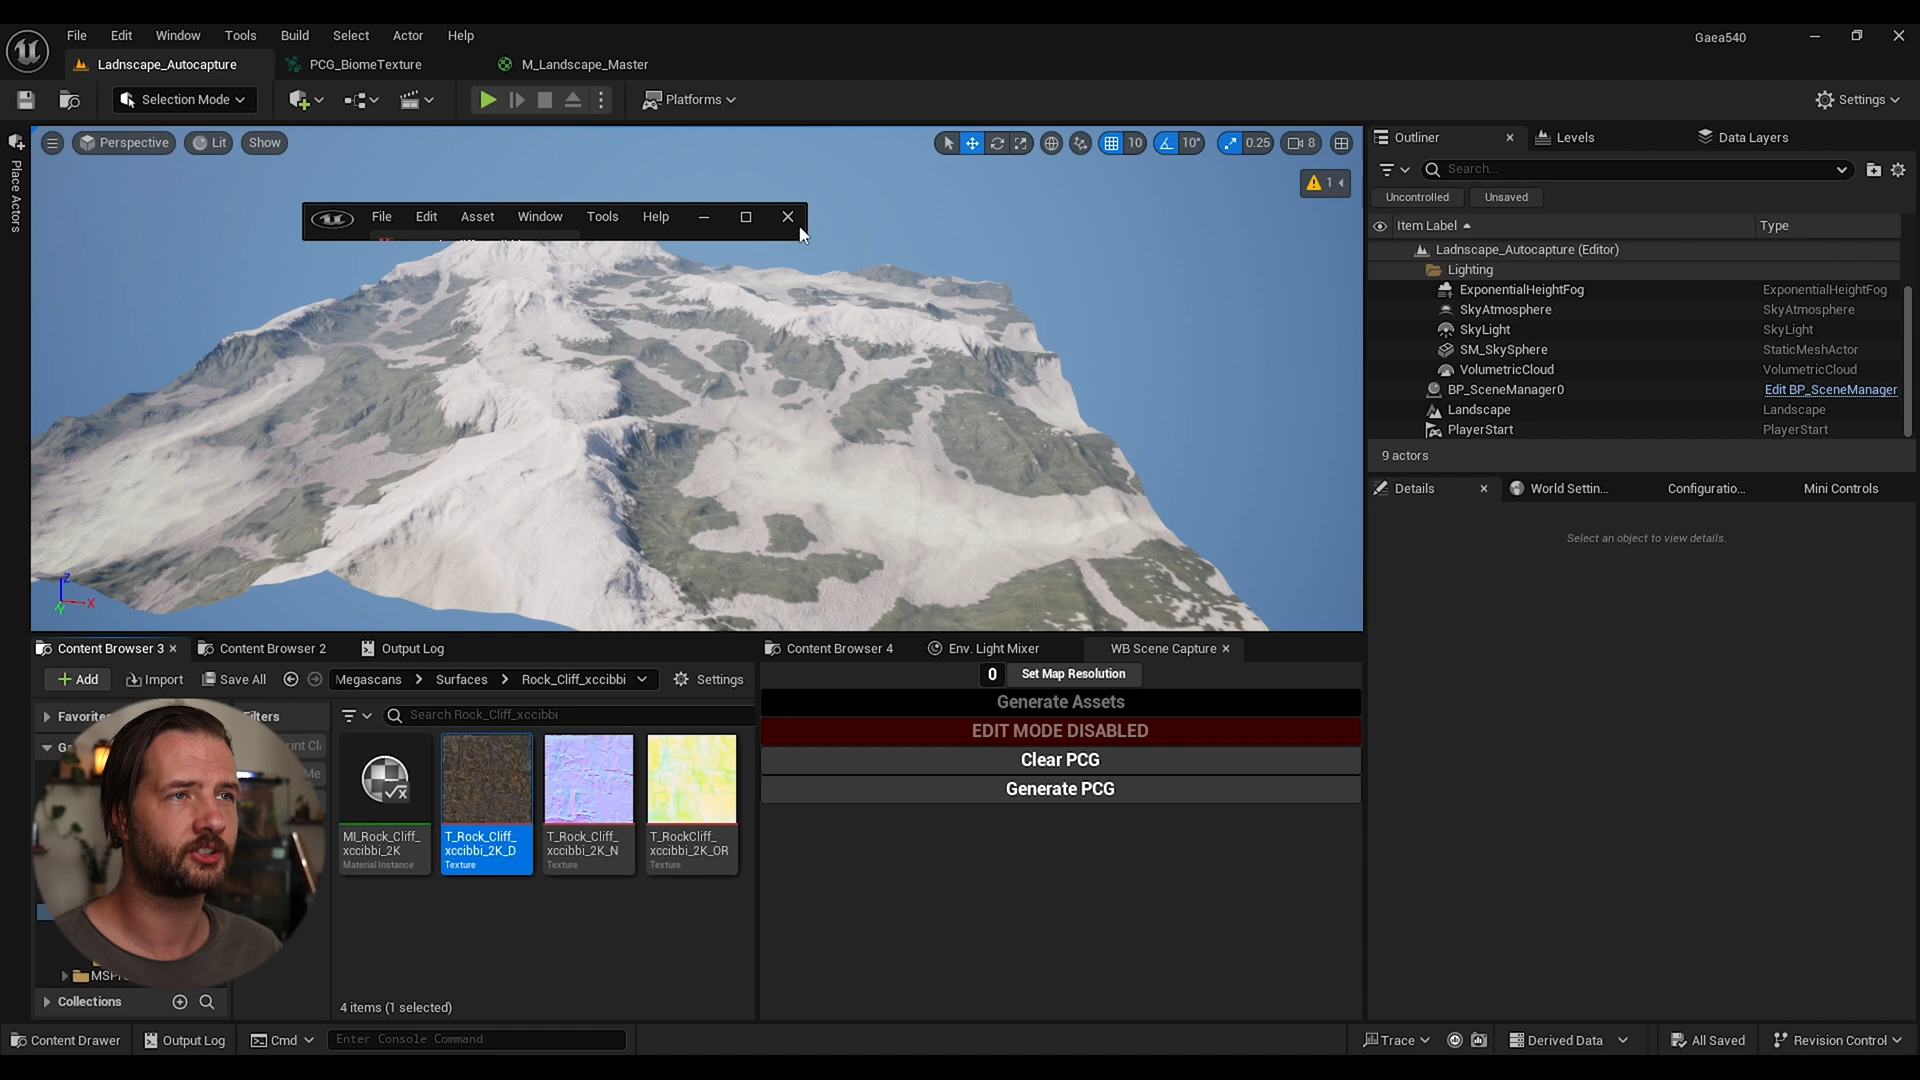 File Edit Window Tools Build Select Actor Help
Gaea540
Ladnscape_Autocapture PCG_BiomeTexture M_Landscape_Master
Selection Mode Platforms Settings
Place Actors
Perspective Lit Show 10 10° 0.25 8
1
File Edit Asset Window Tools Help
Outliner Levels Data Layers
Search...
Uncontrolled Unsaved
Item Label Type
Ladnscape_Autocapture (Editor)
Lighting
ExponentialHeightFog ExponentialHeightFog
SkyAtmosphere SkyAtmosphere
SkyLight SkyLight
SM_SkySphere StaticMeshActor
VolumetricCloud VolumetricCloud
BP_SceneManager0 Edit BP_SceneManager
Landscape Landscape
PlayerStart PlayerStart
9 actors
Details World Settin... Configuratio... Mini Controls
Select an object to view details.
Z
X
Y
Content Browser 3 Content Browser 2 Output Log
Add Import Save All Megascans Surfaces Rock_Cliff_xccibbi Settings
Search Rock_Cliff_xccibbi
MI_Rock_Cliff_
xccibbi_2K
Material Instance
T_Rock_Cliff_
xccibbi_2K_D
Texture
T_Rock_Cliff_
xccibbi_2K_N
Texture
T_RockCliff_
xccibbi_2K_OR
Texture
Collections
4 items (1 selected)
Content Browser 4 Env. Light Mixer WB Scene Capture
0 Set Map Resolution
Generate Assets
EDIT MODE DISABLED
Clear PCG
Generate PCG
Content Drawer Output Log Cmd Enter Console Command
Trace Derived Data All Saved Revision Control